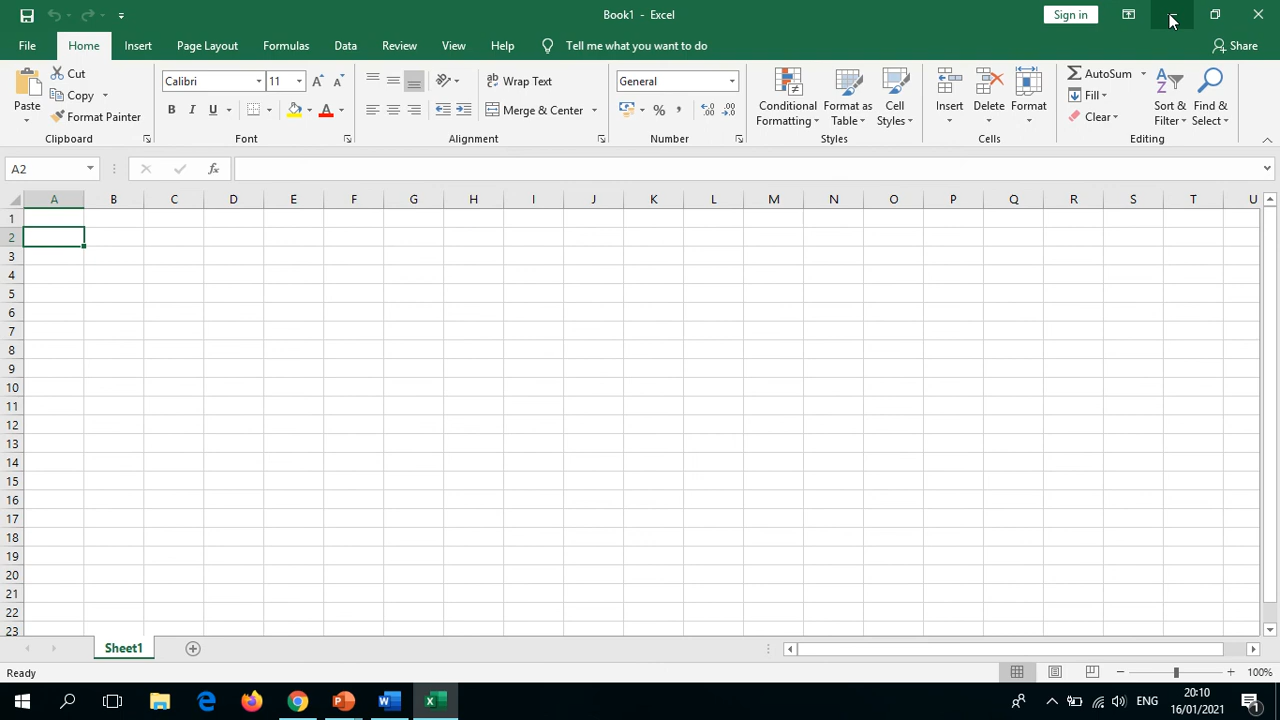 Book1 - Excel
Sign in
File Home Insert Page Layout Formulas Data Review View Help Tell me what you want to do Share
Paste
Cut
Copy
Format Painter
Clipboard
Calibri 11
B I U A
Font
ab Wrap Text
Merge & Center
Alignment
General
%
Number
Conditional Formatting
Format as Table
Cell Styles
Styles
Insert
Delete
Format
Cells
AutoSum
Fill
Clear
Sort & Filter
Find & Select
Editing
A2
fx
A B C D E F G H I J K L M N O P Q R S T U
1
2
3
4
5
6
7
8
9
10
11
12
13
14
15
16
17
18
19
20
21
22
23
Sheet1
Ready
100%
ENG
20:10
16/01/2021
1